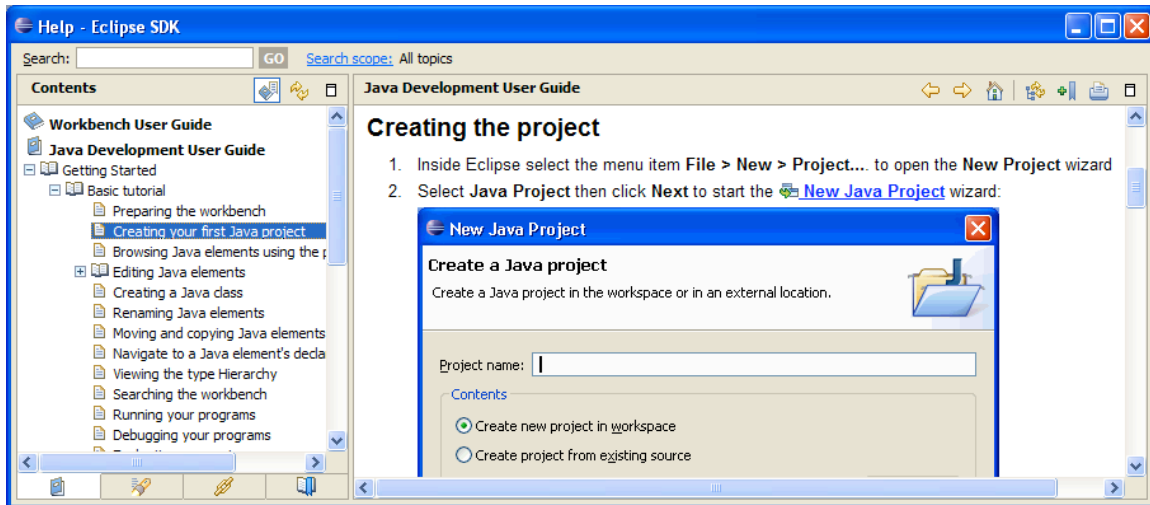 Help - Eclipse SDK
Search:
GO
Search scope: All topics
Contents
Workbench User Guide
Java Development User Guide
Getting Started
Basic tutorial
Preparing the workbench
Creating your first Java project
Browsing Java elements using the
Editing Java elements
Creating a Java class
Renaming Java elements
Moving and copying Java elements
Navigate to a Java element's decla
Viewing the type Hierarchy
Searching the workbench
Running your programs
Debugging your programs
Java Development User Guide
Creating the project
1. Inside Eclipse select the menu item File > New > Project.... to open the New Project wizard
2. Select Java Project then click Next to start the New Java Project wizard:
New Java Project
Create a Java project
Create a Java project in the workspace or in an external location.
Project name:
Contents
Create new project in workspace
Create project from existing source